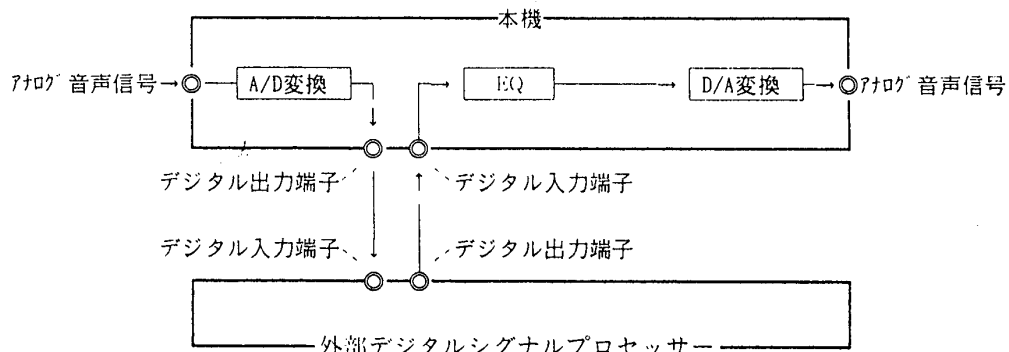 本機
アナログ音声信号 A/D変換 EQ D/A変換 アナログ音声信号
デジタル出力端子 デジタル入力端子
デジタル入力端子 デジタル出力端子
外部デジタルシグナルプロセッサー